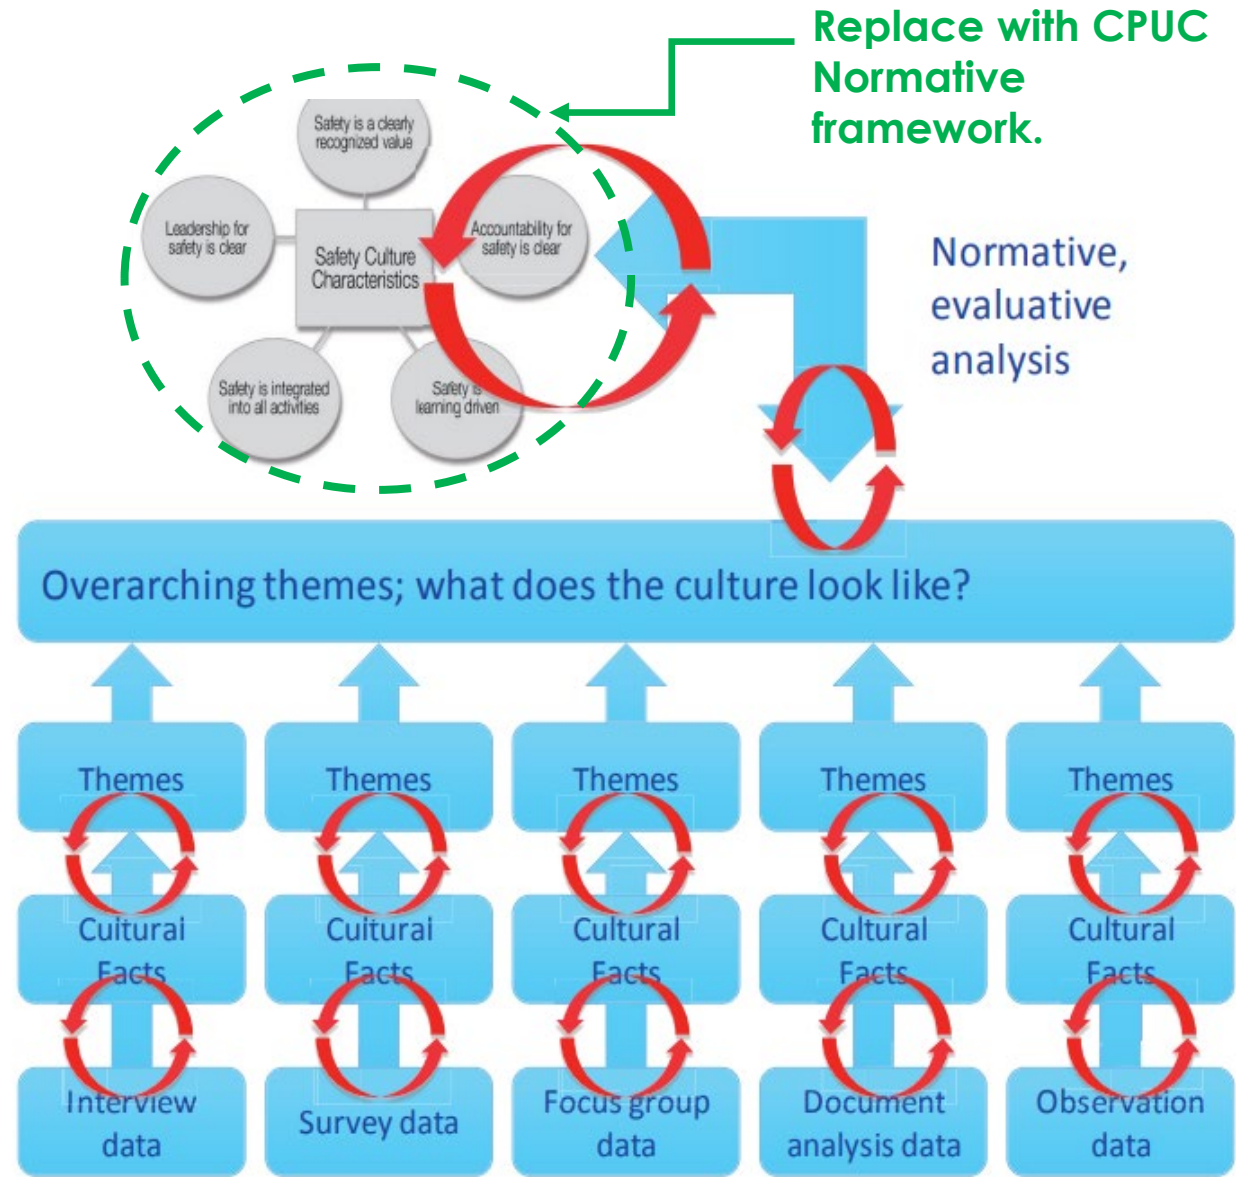 Replace with CPUC
Normative
framework.
Safety is a clearly
recognized value
Leadership for
safety is clear
Safety Culture
Characteristics
Accountability for
safety is clear
Safety is integrated
into all activities
Safety is
learning driven
Normative,
evaluative
analysis
Overarching themes; what does the culture look like?
Themes
Themes
Themes
Themes
Themes
Cultural
Facts
Cultural
Facts
Cultural
Facts
Cultural
Facts
Cultural
Facts
Interview
data
Survey data
Focus group
data
Document
analysis data
Observation
data